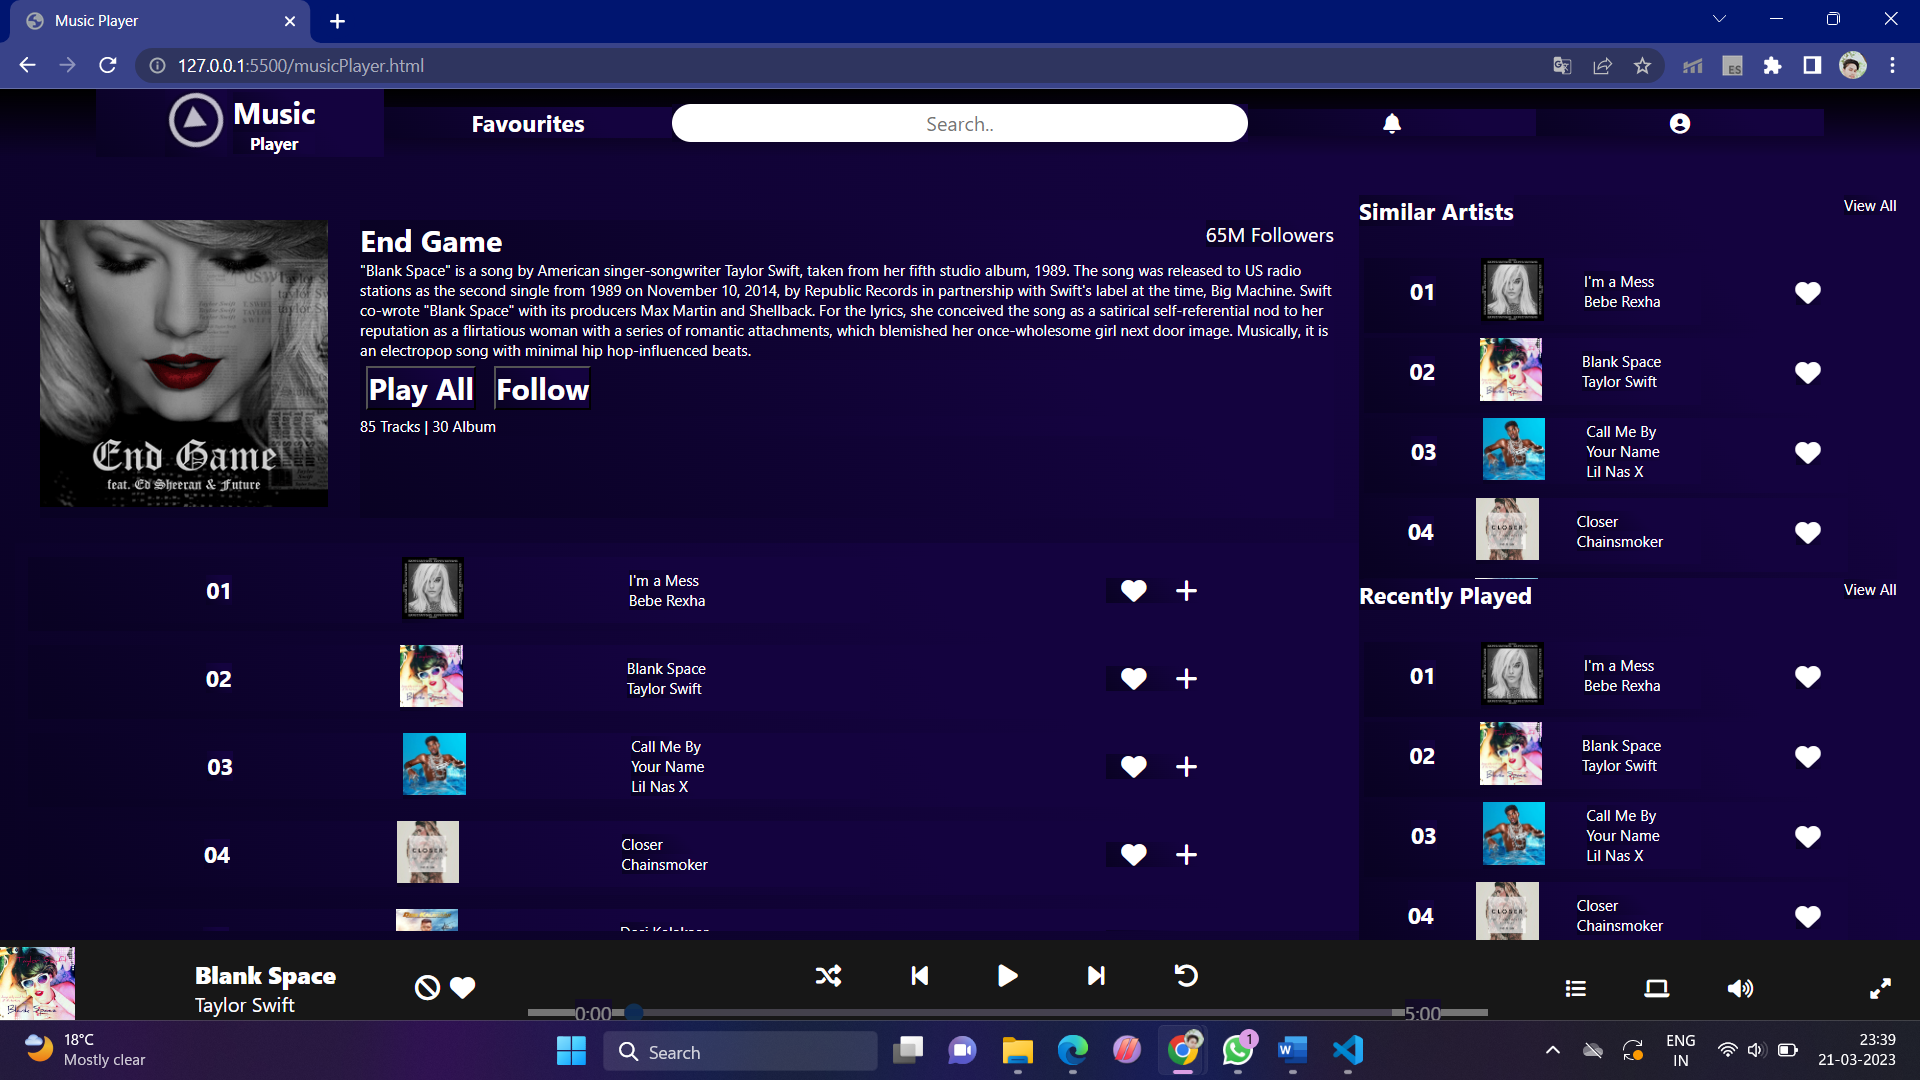 Music Player
127.0.0.1:5500/musicPlayer.html
Music
Player
Favourites
Search..
End Game
65M Followers
"Blank Space" is a song by American singer-songwriter Taylor Swift, taken from her fifth studio album, 1989. The song was released to US radio
stations as the second single from 1989 on November 10, 2014, by Republic Records in partnership with Swift's label at the time, Big Machine. Swift
co-wrote "Blank Space" with its producers Max Martin and Shellback. For the lyrics, she conceived the song as a satirical self-referential nod to her
reputation as a flirtatious woman with a series of romantic attachments, which blemished her once-wholesome girl next door image. Musically, it is
an electropop song with minimal hip hop-influenced beats.
Play All Follow
85 Tracks | 30 Album
End Game
feat. Ed Sheeran & Future
01
I'm a Mess
Bebe Rexha
02
Blank Space
Taylor Swift
03
Call Me By
Your Name
Lil Nas X
04
CLOSER
Closer
Chainsmoker
Similar Artists
View All
01
I'm a Mess
Bebe Rexha
02
Blank Space
Taylor Swift
03
Call Me By
Your Name
Lil Nas X
04
CLOSER
Closer
Chainsmoker
Recently Played
View All
01
I'm a Mess
Bebe Rexha
02
Blank Space
Taylor Swift
03
Call Me By
Your Name
Lil Nas X
04
CLOSER
Closer
Chainsmoker
Blank Space
Taylor Swift
0:00
5:00
18°C
Mostly clear
Search
1
ENG
IN
23:39
21-03-2023